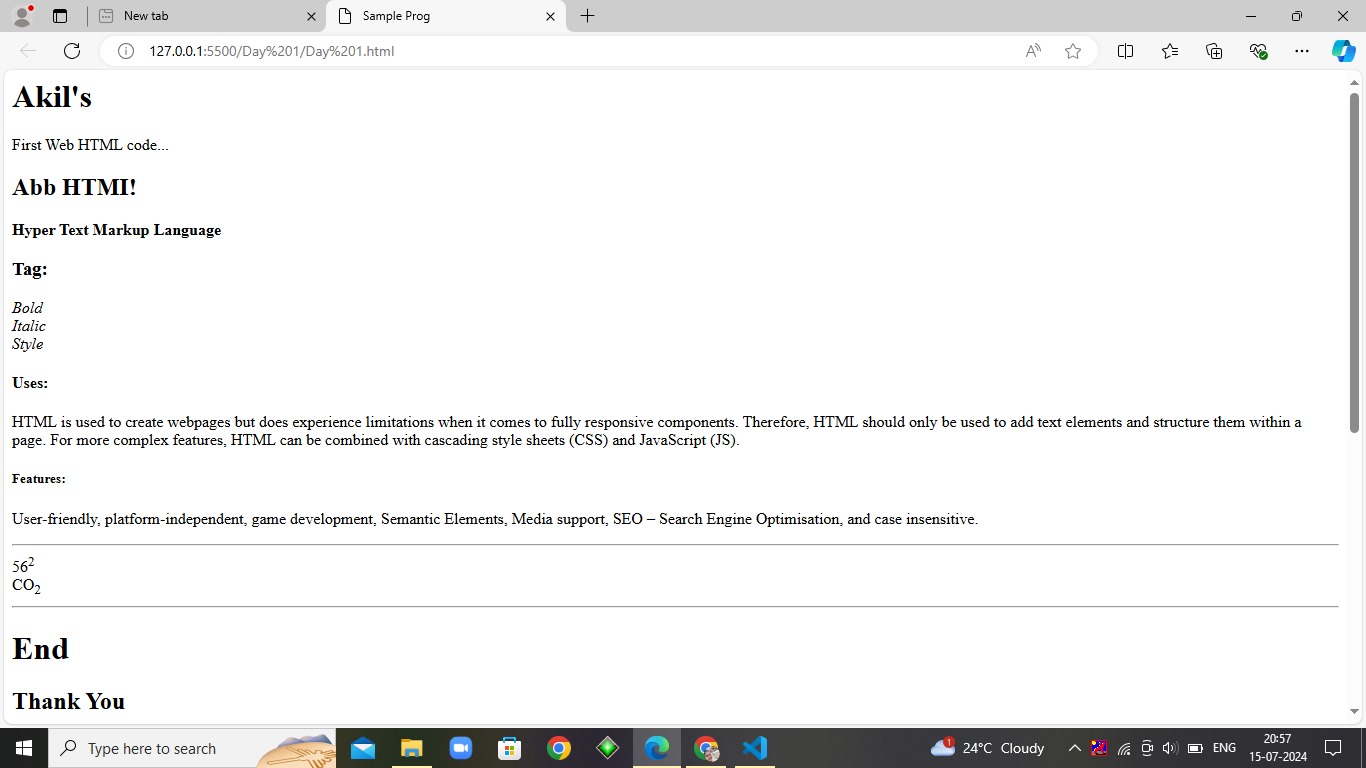 New tab
Sample Prog
127.0.0.1:5500/Day%201/Day%201.html
Akil's
First Web HTML code...
Abb HTMl!
Hyper Text Markup Language
Tag:
Bold
Italic
Style
Uses:
HTML is used to create webpages but does experience limitations when it comes to fully responsive components. Therefore, HTML should only be used to add text elements and structure them within a
page. For more complex features, HTML can be combined with cascading style sheets (CSS) and JavaScript (JS).
Features:
User-friendly, platform-independent, game development, Semantic Elements, Media support, SEO – Search Engine Optimisation, and case insensitive.
56²
CO₂
End
Thank You
Type here to search
1
24°C Cloudy
ENG
20:57
15-07-2024